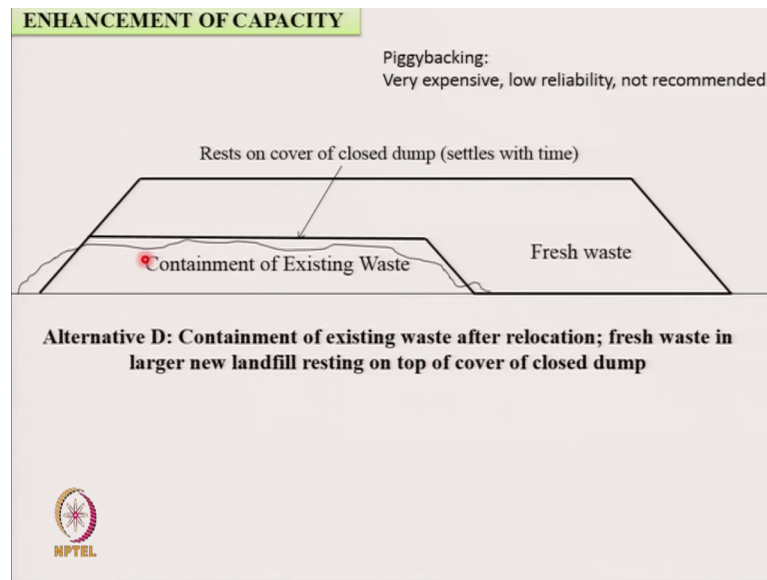 ENHANCEMENT OF CAPACITY
Piggybacking:
Very expensive, low reliability, not recommended
Rests on cover of closed dump (settles with time)
Fresh waste
Containment of Existing Waste
Alternative D: Containment of existing waste after relocation; fresh waste in
larger new landfill resting on top of cover of closed dump
NPTEL